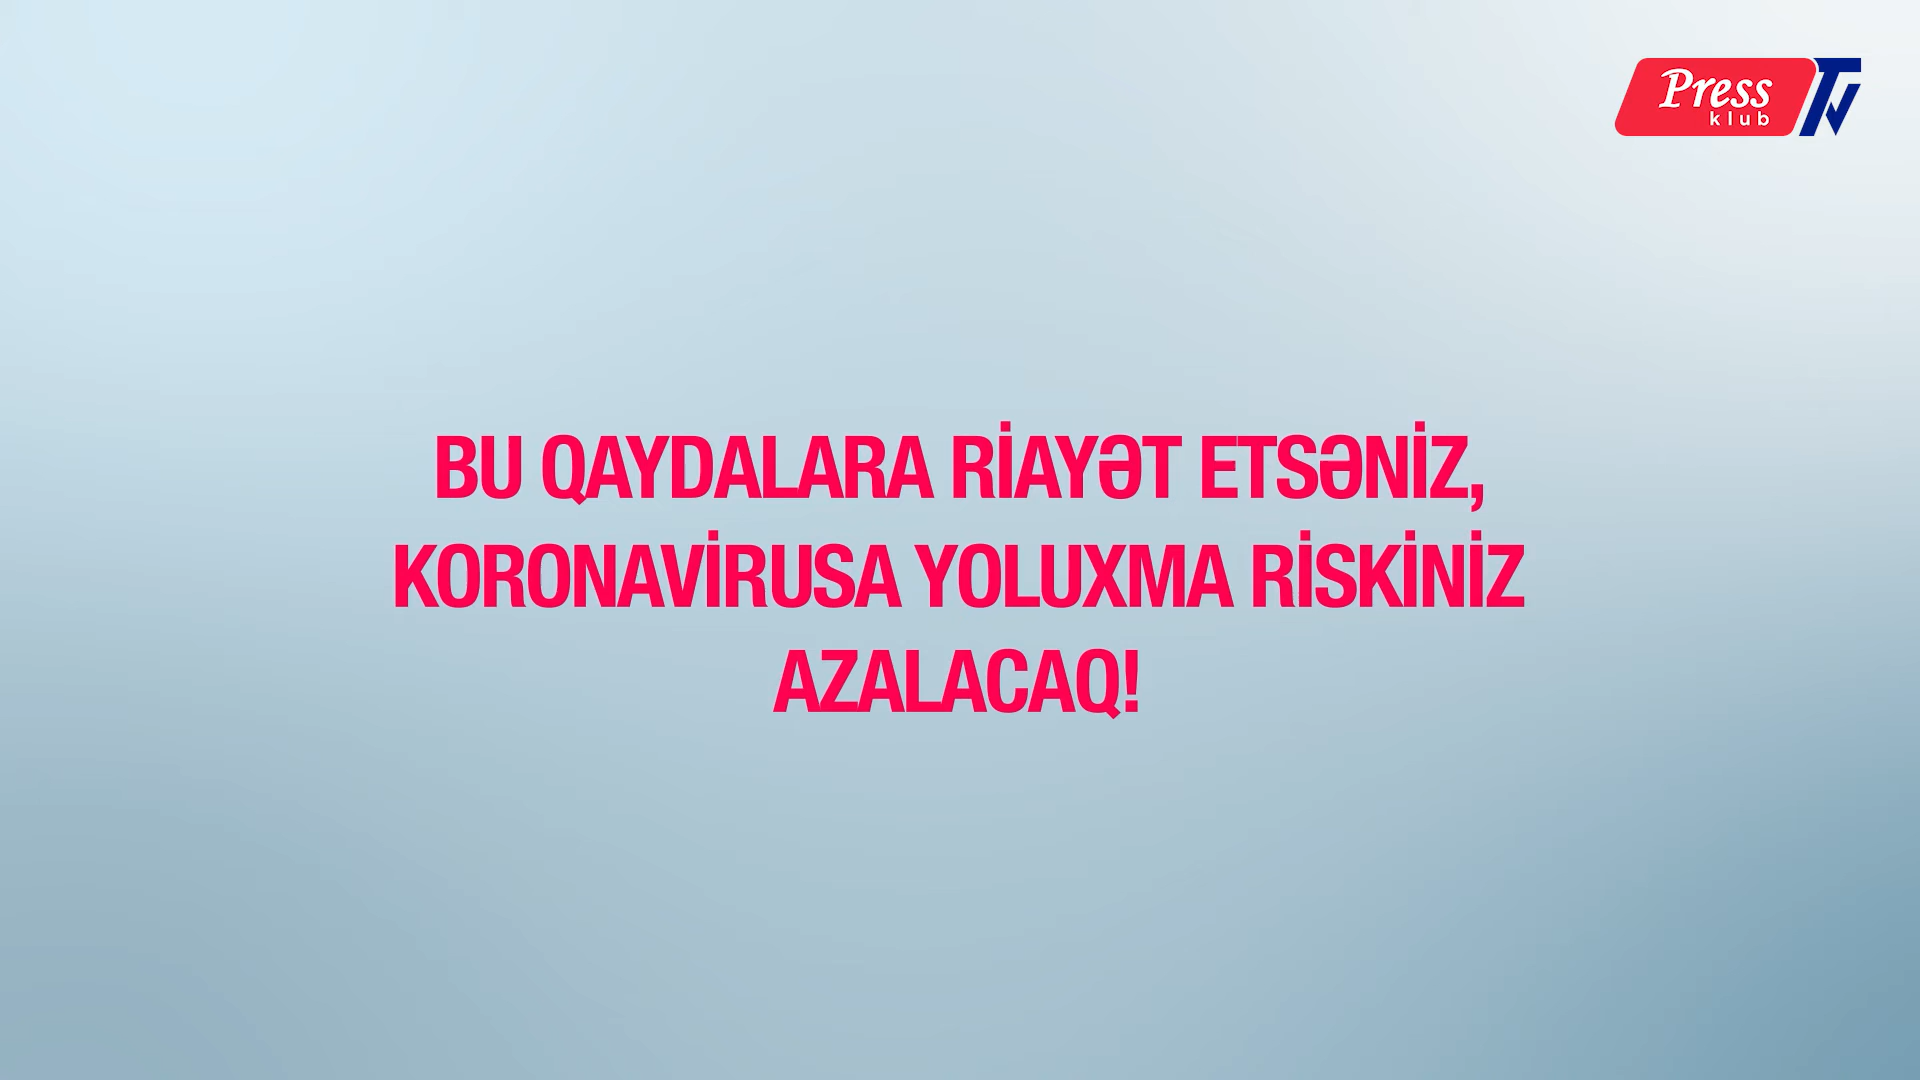 Press
klub
TV
BU QAYDALARA RİAYƏT ETSƏNİZ,
KORONAVİRUSA YOLUXMA RİSKİNİZ
AZALACAQ!